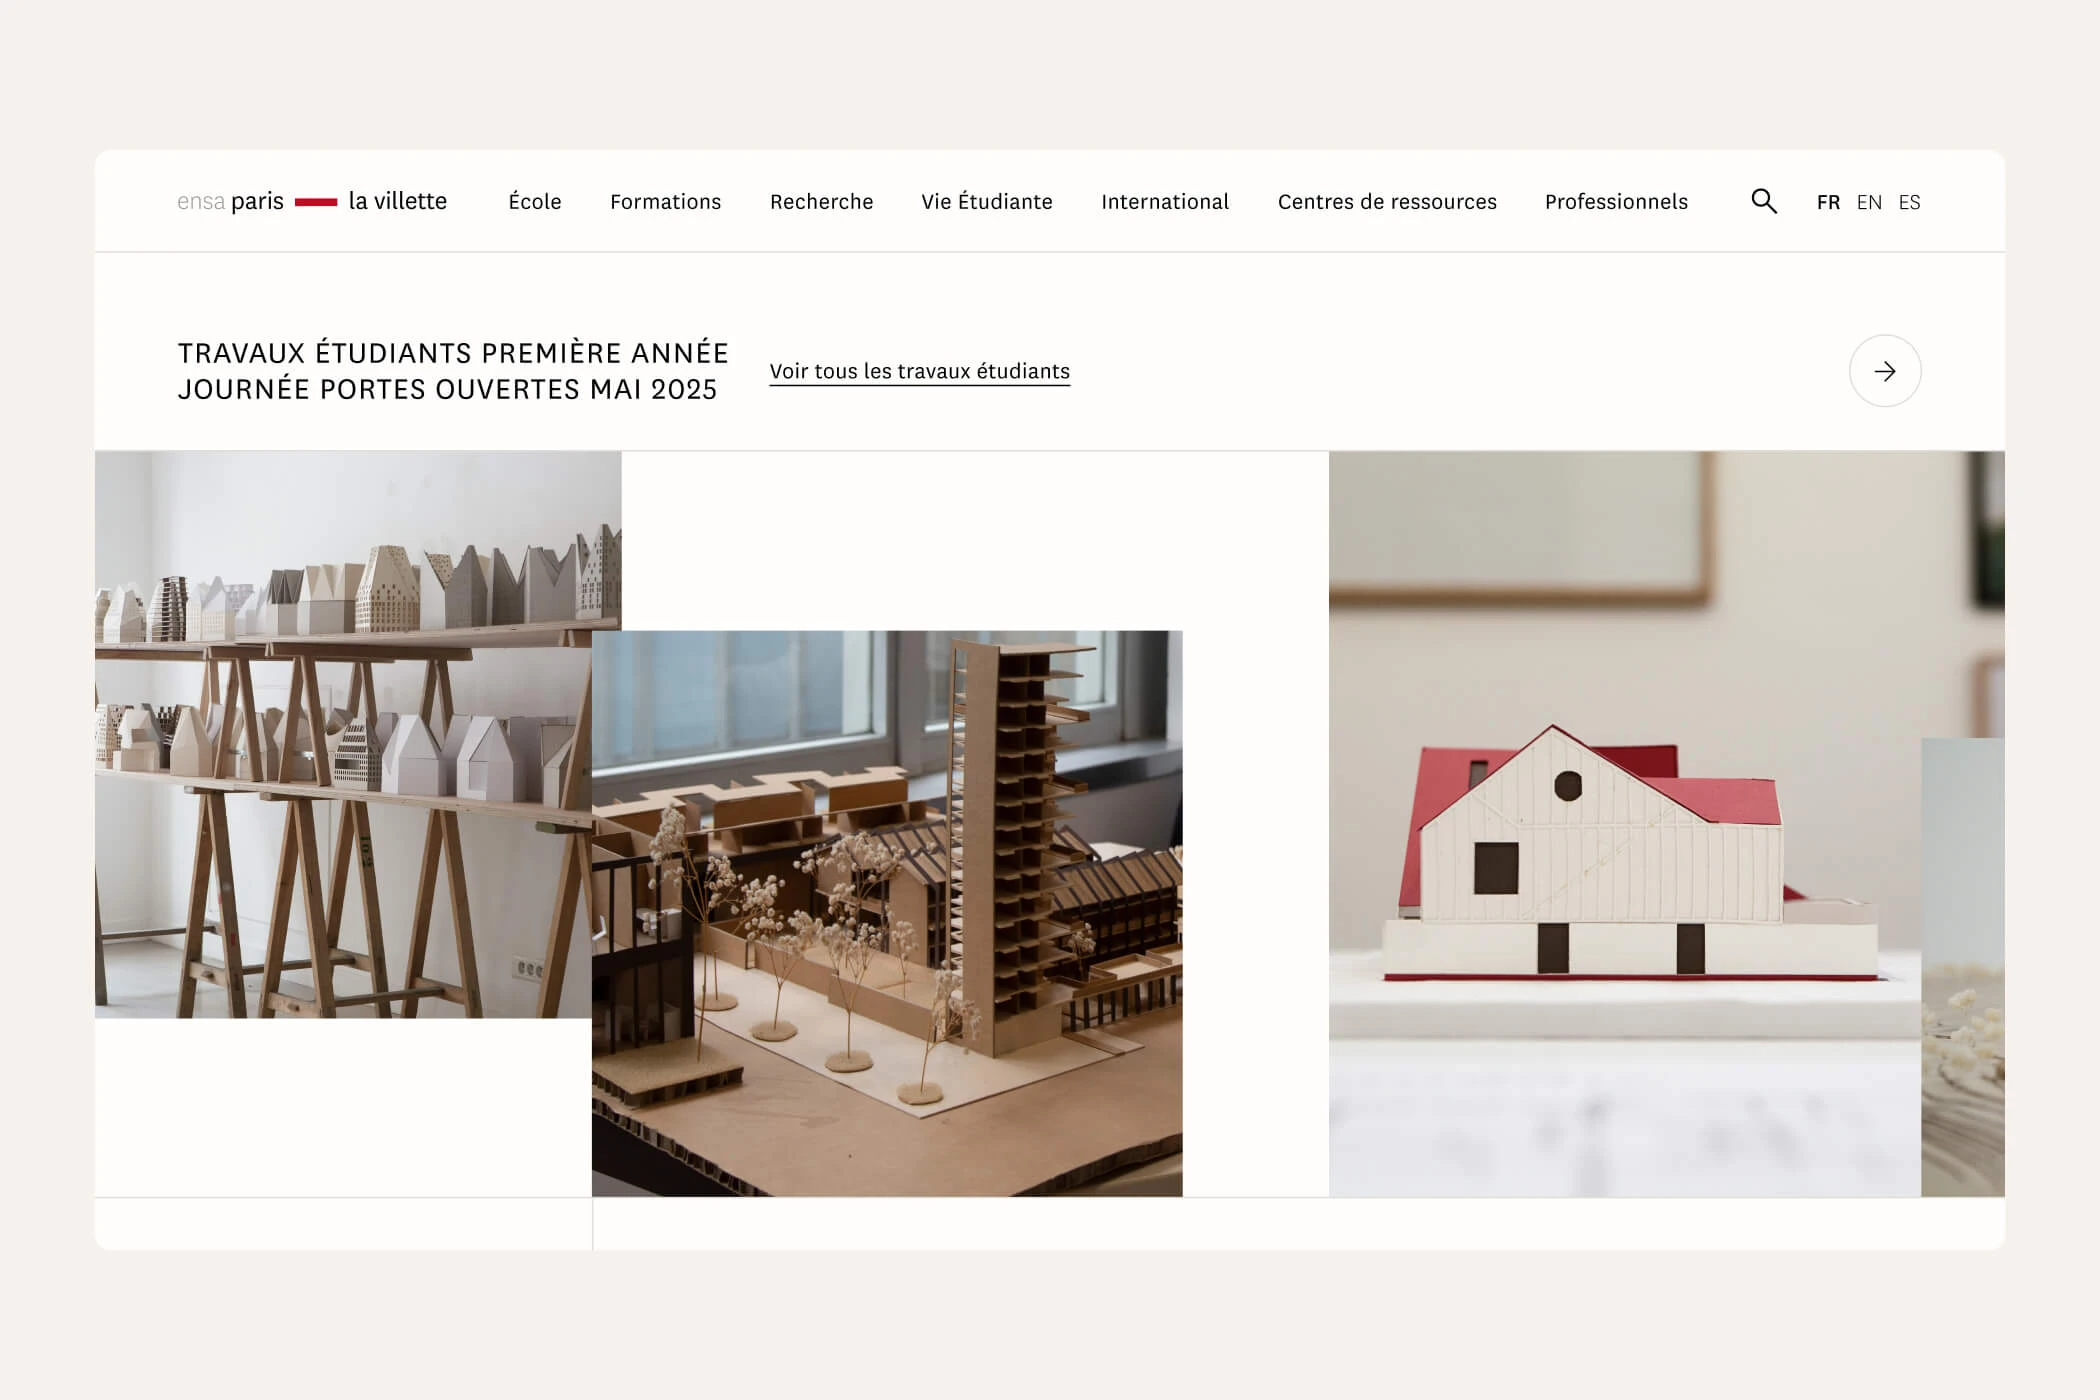 ensa paris la villette École Formations Recherche Vie Étudiante International Centres de ressources Professionnels FR EN ES
TRAVAUX ÉTUDIANTS PREMIÈRE ANNÉE
JOURNÉE PORTES OUVERTES MAI 2025
Voir tous les travaux étudiants